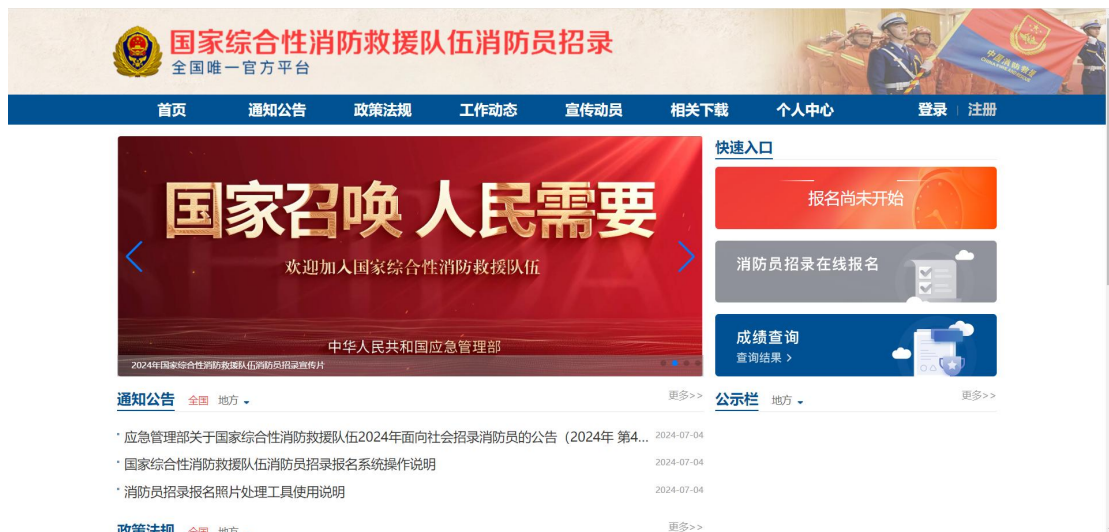 国家综合性消防救援队伍消防员招录
全国唯一官方平台
首页 通知公告 政策法规 工作动态 宣传动员 相关下载 个人中心 登录 | 注册
国家召唤 人民需要
欢迎加入国家综合性消防救援队伍
中华人民共和国应急管理部
2024年国家综合性消防救援队伍消防员招录宣传片
快速入口
报名尚未开始
消防员招录在线报名
成绩查询
查询结果 >
通知公告 全国 地方 更多>>
公示栏 地方 更多>>
应急管理部关于国家综合性消防救援队伍2024年面向社会招录消防员的公告（2024年 第4... 2024-07-04
国家综合性消防救援队伍消防员招录报名系统操作说明 2024-07-04
消防员招录报名照片处理工具使用说明 2024-07-04
政策法规 全国 地方 更多>>